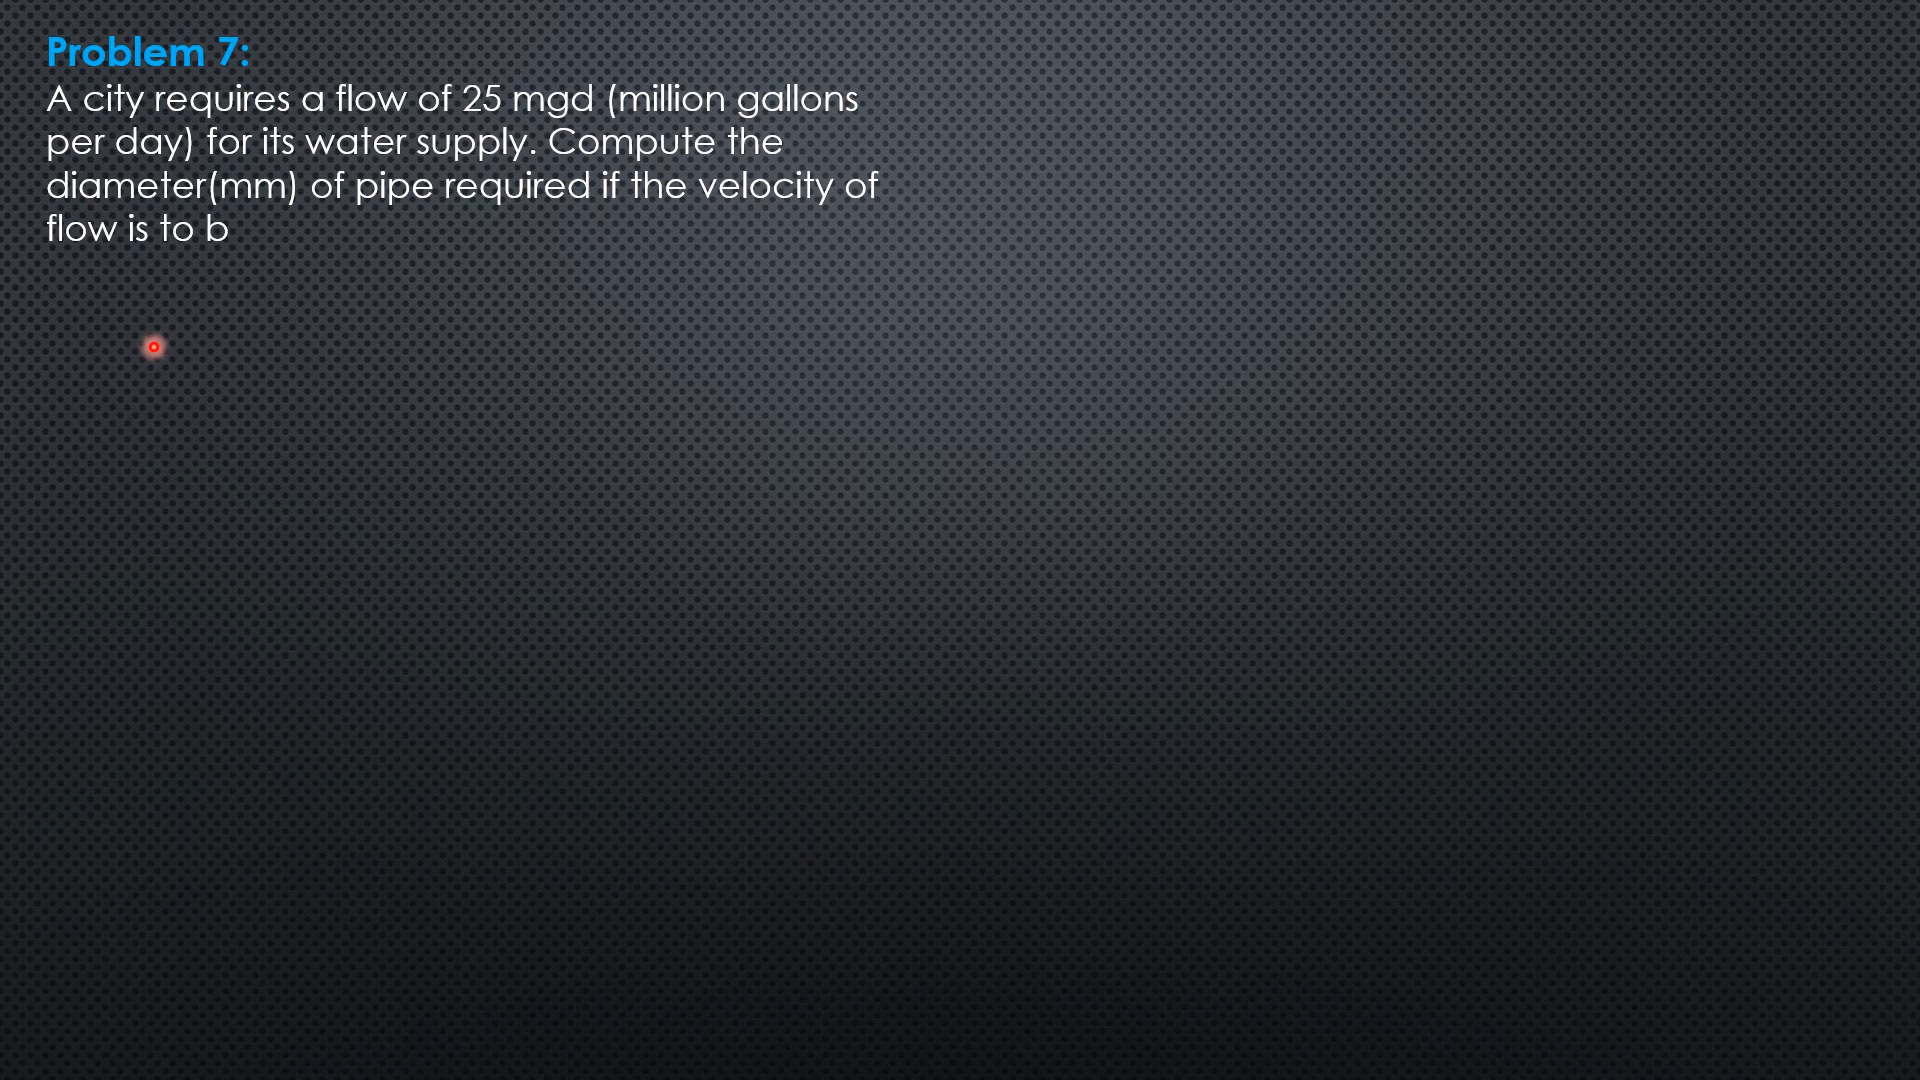 Problem 7:
A city requires a flow of 25 mgd (million gallons
per day) for its water supply. Compute the
diameter(mm) of pipe required if the velocity of
flow is to b